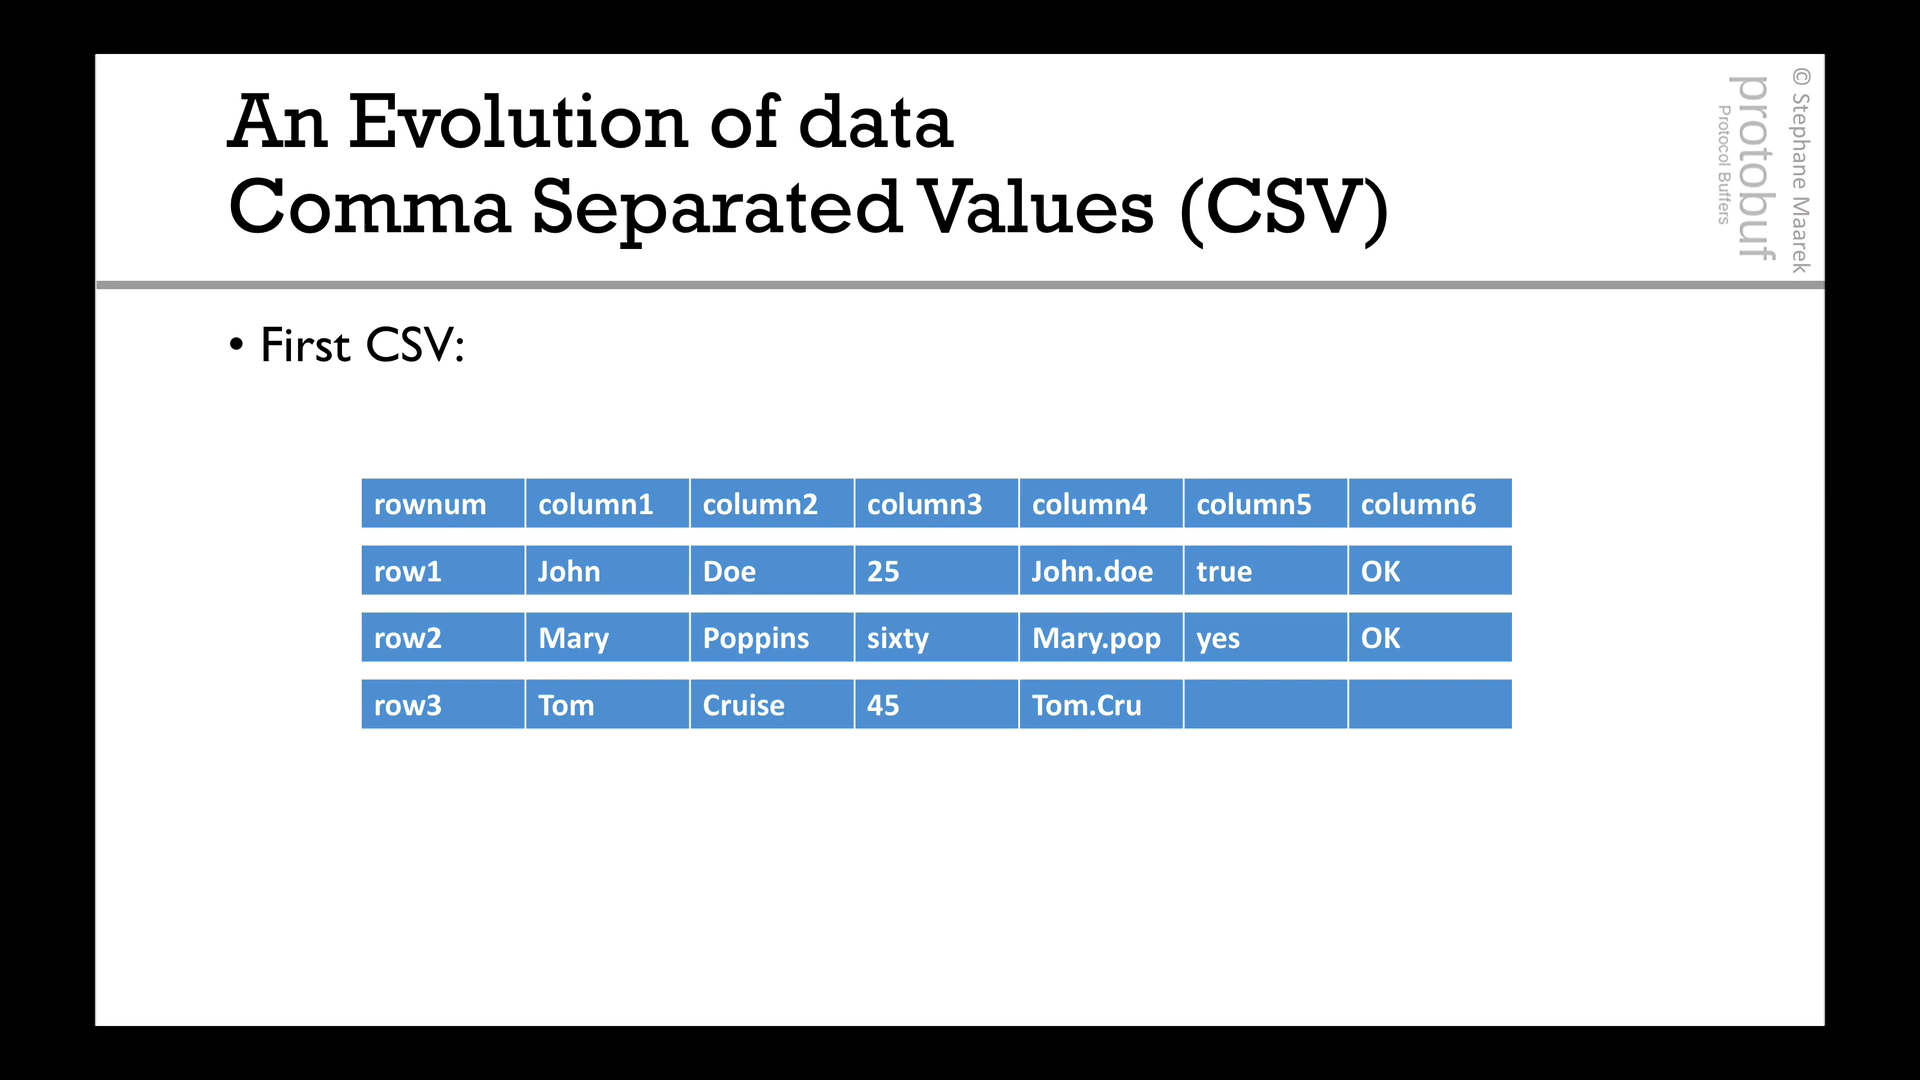 An Evolution of data
Comma Separated Values (CSV)
© Stephane Maarek
protobuf
Protocol Buffers
• First CSV:
rownum column1 column2 column3 column4 column5 column6
row1 John Doe 25 John.doe true OK
row2 Mary Poppins sixty Mary.pop yes OK
row3 Tom Cruise 45 Tom.Cru